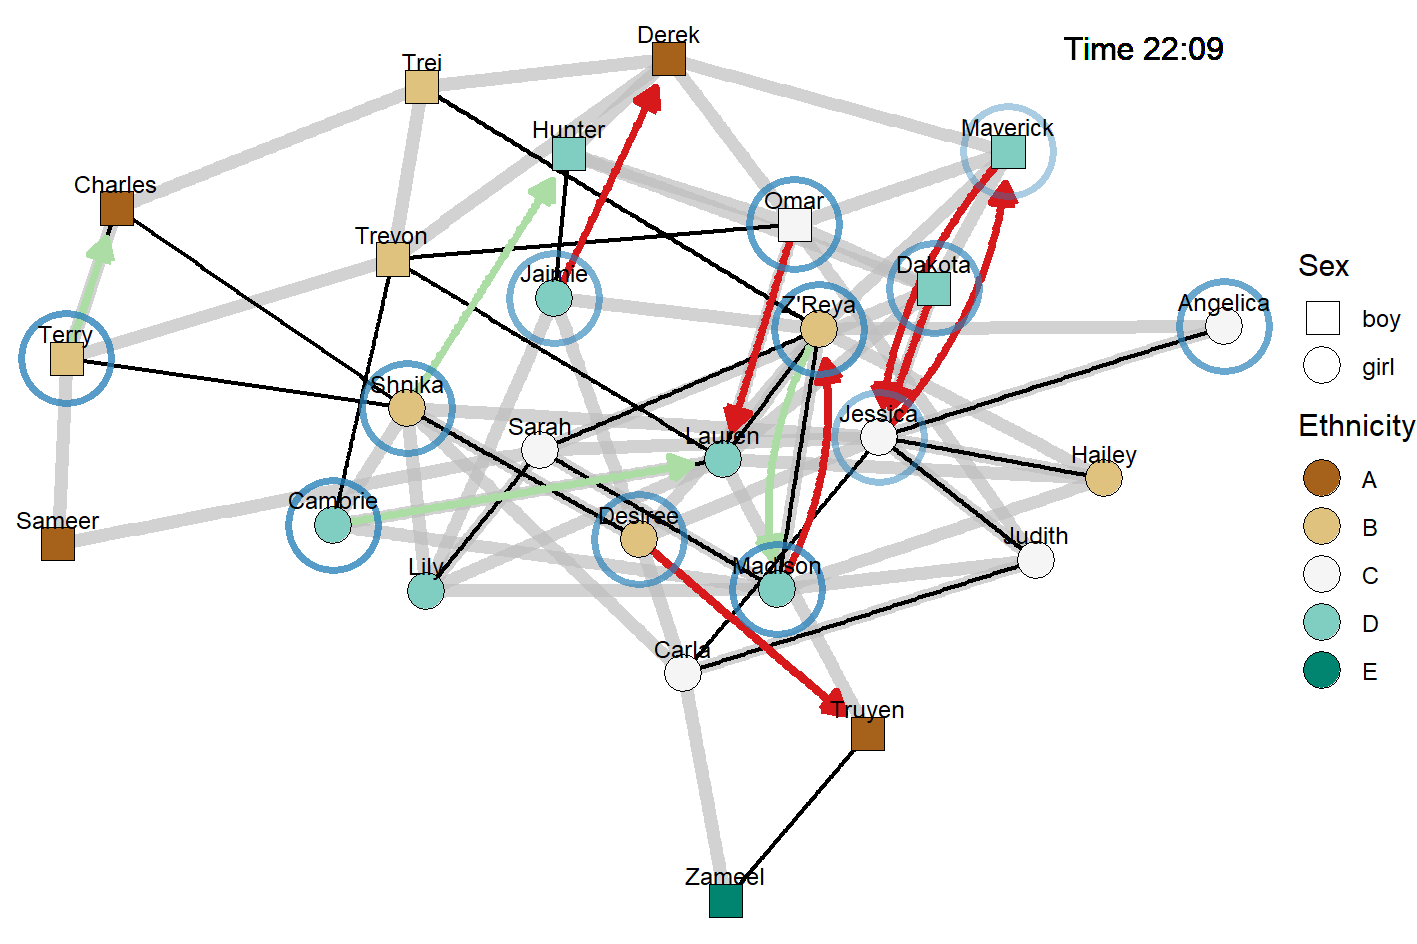 Derek
Time 22:09
Trei
Hunter
Maverick
Charles
Omar
Trevon
Jaimie
Dakota
Z'Reya
Angelica
Terry
Shnika
Jessica
Sarah
Lauren
Hailey
Cambrie
Desiree
Sameer
Judith
Lily
Madison
Carla
Truyen
Zameel
Sex
boy
girl
Ethnicity
A
B
C
D
E